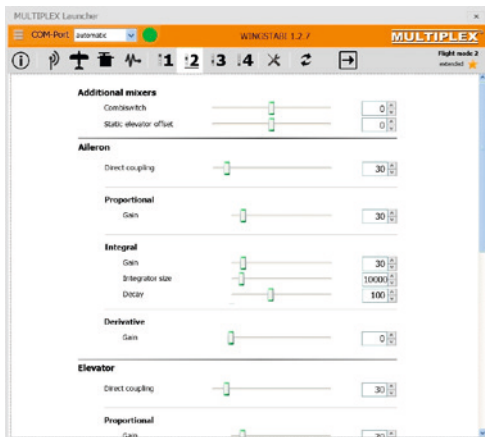 MULTIPLEX Launcher
COM-Port automatic WINGSTABI 1.2.7 MULTIPLEX
1 2 3 4 Flight mode 2
extended
Additional mixers
Combiswitch 0
Static elevator offset 0
Aileron
Direct coupling 30
Proportional
Gain 30
Integral
Gain 30
Integrator size 10000
Decay 100
Derivative
Gain 0
Elevator
Direct coupling 30
Proportional
Gain 30